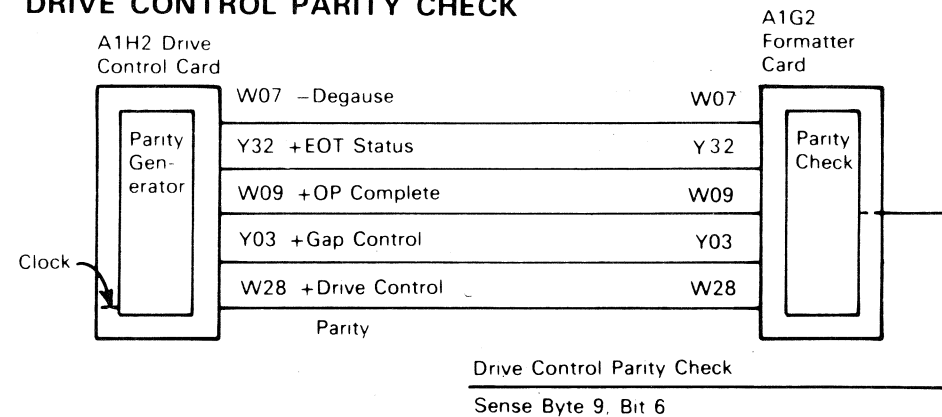 DRIVE CONTROL PARITY CHECK
A1H2 Drive
Control Card
A1G2
Formatter
Card
W07 −Degause W07
Parity
Gen-
erator
Y32 +EOT Status Y32
Parity
Check
W09 +OP Complete W09
Y03 +Gap Control Y03
Clock
W28 +Drive Control W28
Parity
Drive Control Parity Check
Sense Byte 9, Bit 6